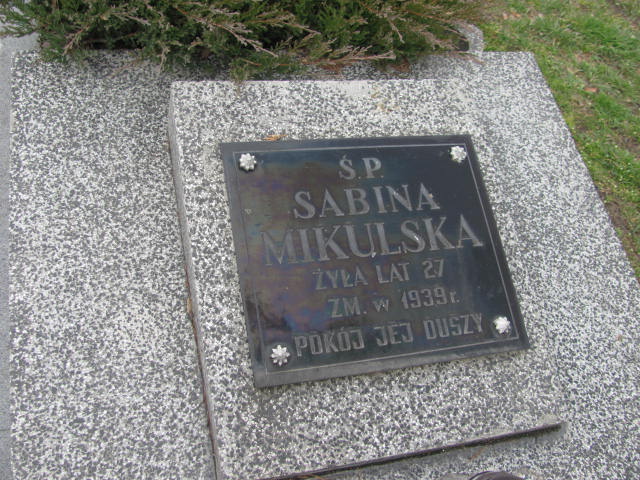 Ś.P.
SABINA
MIKULSKA
ŻYŁA LAT 27
ZM. w 1939 r.
POKÓJ JEJ DUSZY